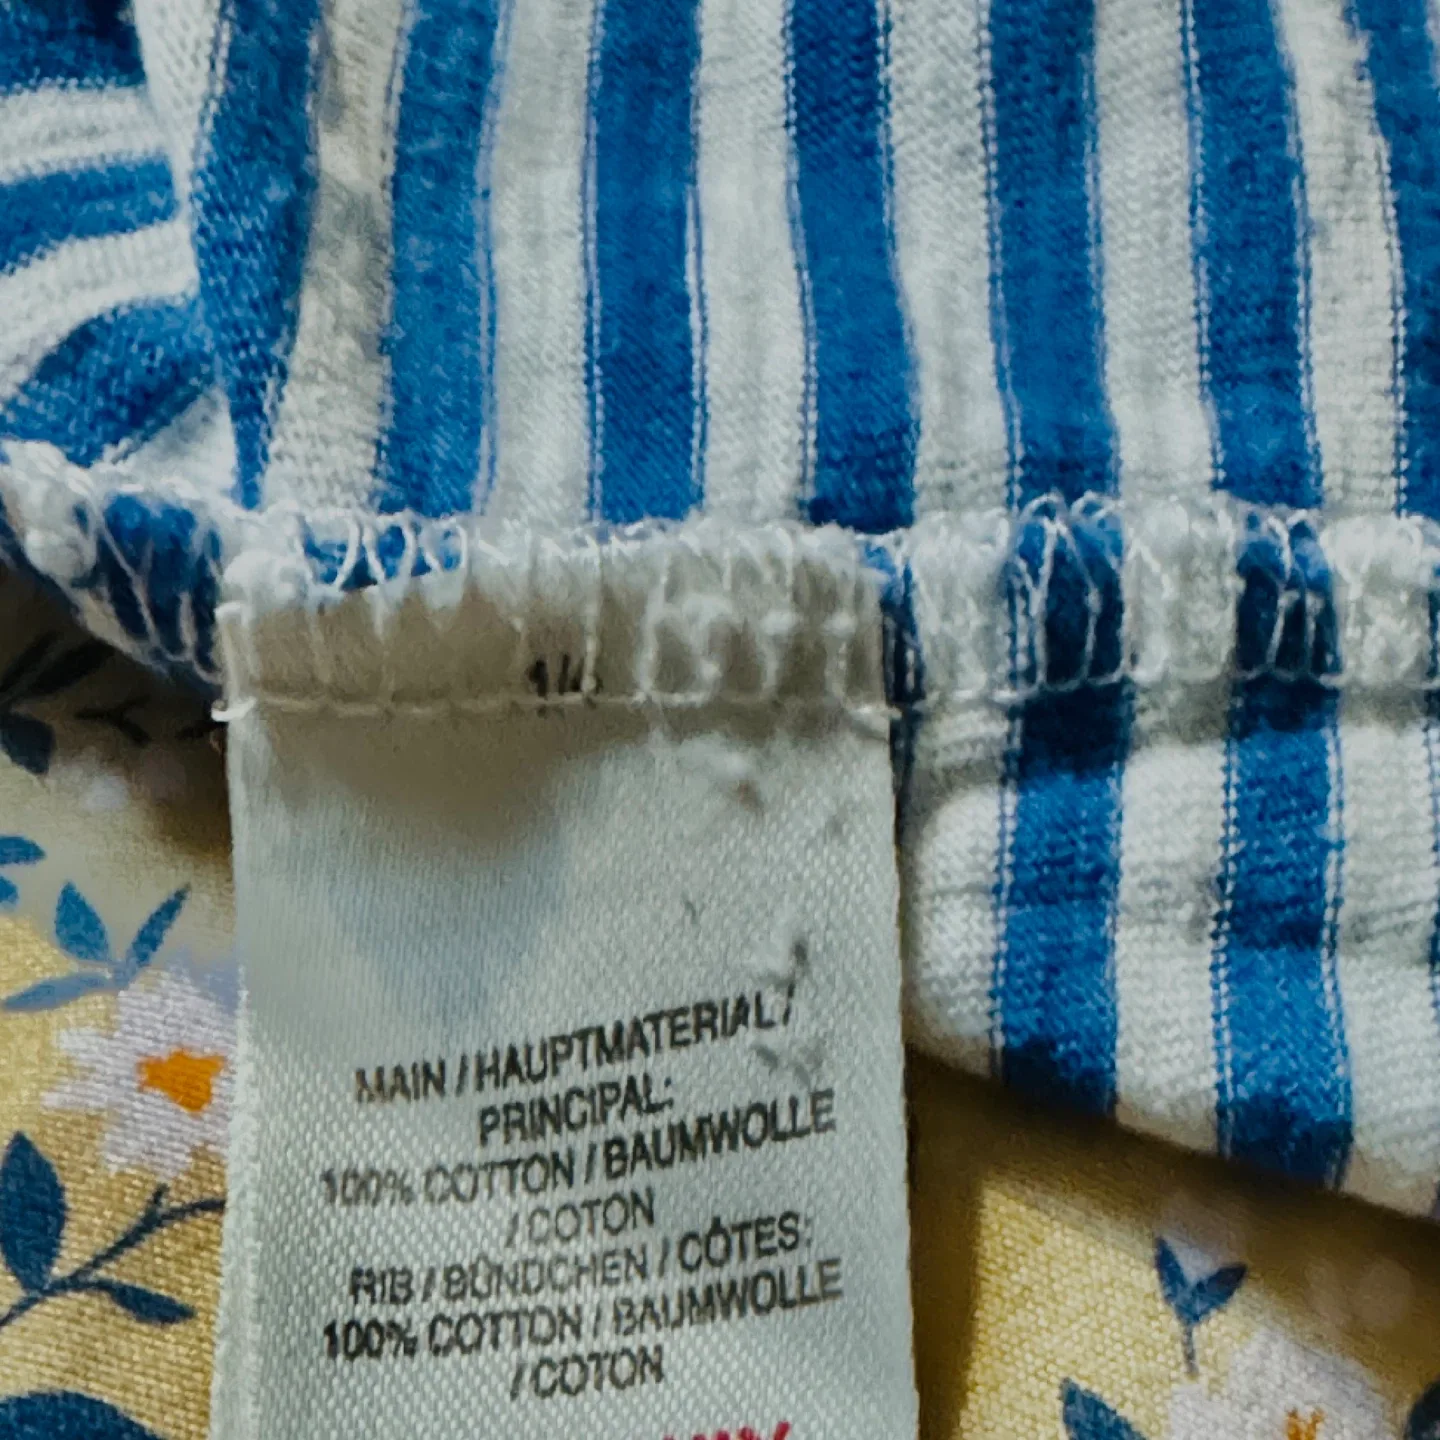 MAIN / HAUPTMATERIAL /
PRINCIPAL:
100% COTTON / BAUMWOLLE
/ COTON
RIB / BÜNDCHEN / CÔTES:
100% COTTON / BAUMWOLLE
/ COTON